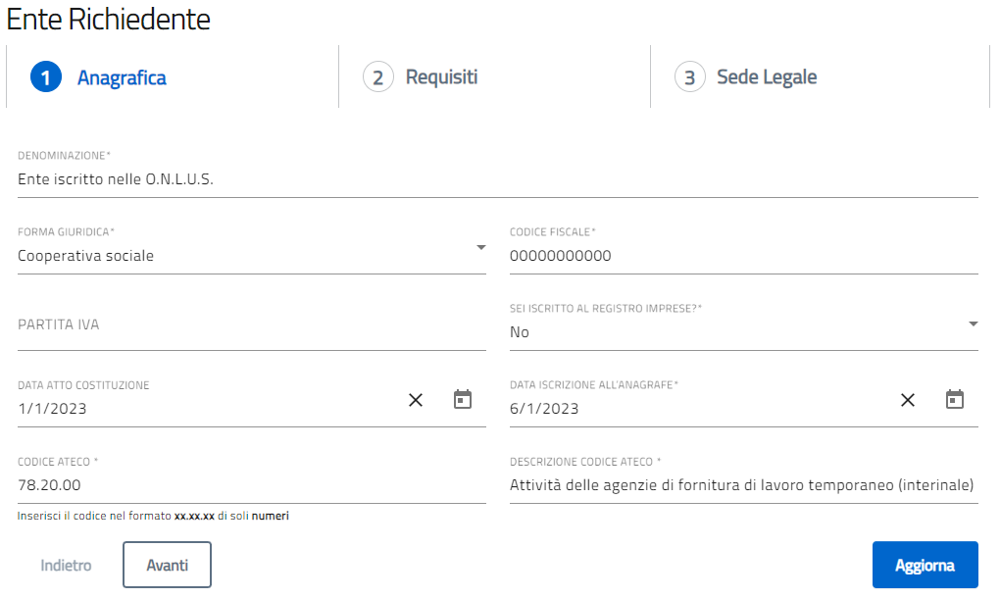 Ente Richiedente
1 Anagrafica
2 Requisiti
3 Sede Legale
DENOMINAZIONE*
Ente iscritto nelle O.N.L.U.S.
FORMA GIURIDICA*
Cooperativa sociale
CODICE FISCALE*
00000000000
PARTITA IVA
SEI ISCRITTO AL REGISTRO IMPRESE?*
No
DATA ATTO COSTITUZIONE
1/1/2023
DATA ISCRIZIONE ALL'ANAGRAFE*
6/1/2023
CODICE ATECO *
78.20.00
Inserisci il codice nel formato xx.xx.xx di soli numeri
DESCRIZIONE CODICE ATECO *
Attività delle agenzie di fornitura di lavoro temporaneo (interinale)
Indietro
Avanti
Aggiorna